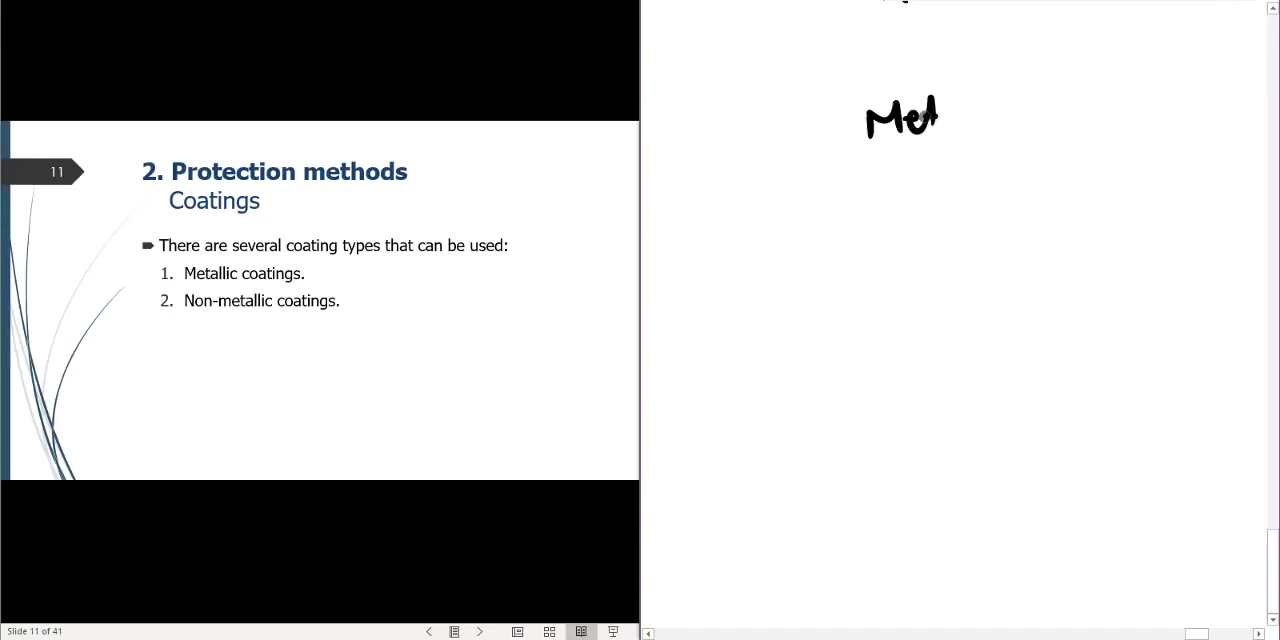 11
2. Protection methods
Coatings
There are several coating types that can be used:
1. Metallic coatings.
2. Non-metallic coatings.
Slide 11 of 41
Met